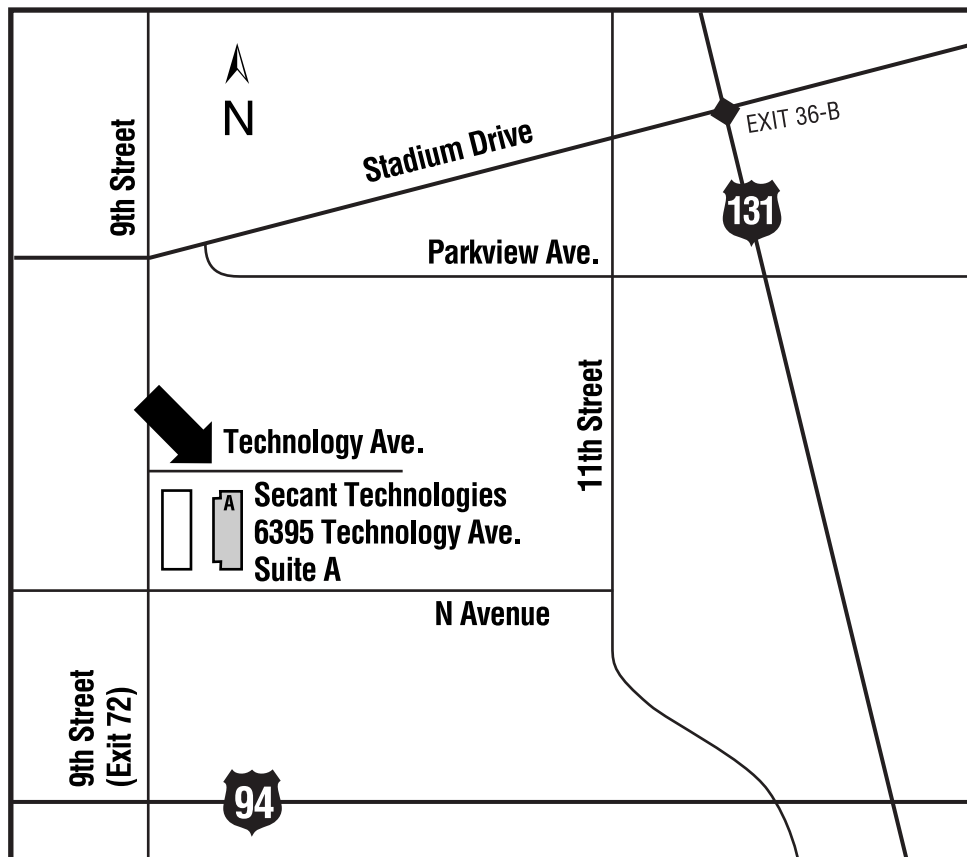 N
EXIT 36-B
Stadium Drive
9th Street
131
Parkview Ave.
11th Street
Technology Ave.
A
Secant Technologies
6395 Technology Ave.
Suite A
N Avenue
9th Street
(Exit 72)
94